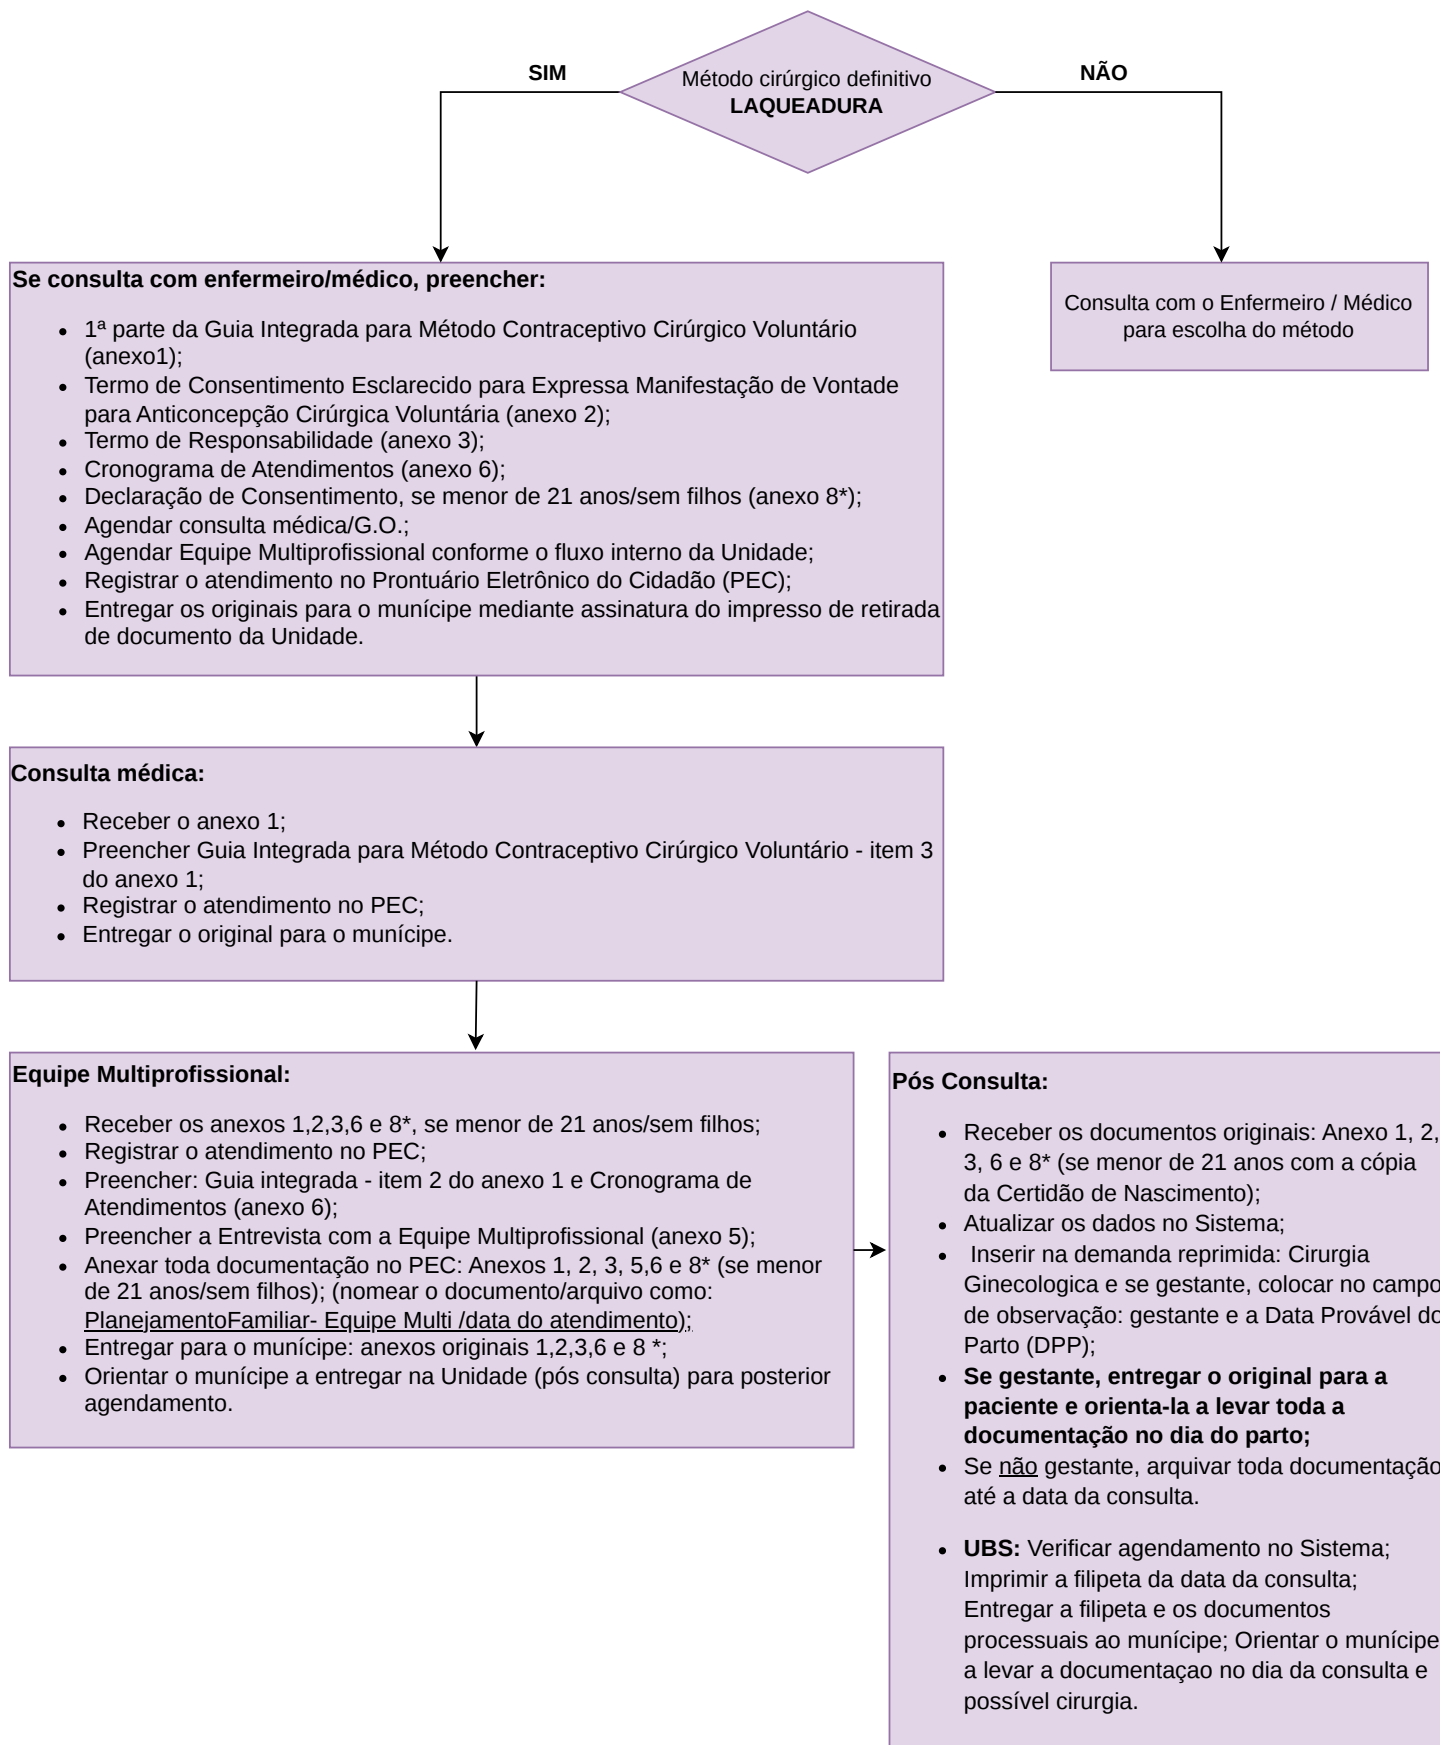 SIM
Método cirúrgico definitivo
LAQUEADURA
NÃO
Se consulta com enfermeiro/médico, preencher:
• 1ª parte da Guia Integrada para Método Contraceptivo Cirúrgico Voluntário
(anexo1);
• Termo de Consentimento Esclarecido para Expressa Manifestação de Vontade
para Anticoncepção Cirúrgica Voluntária (anexo 2);
• Termo de Responsabilidade (anexo 3);
• Cronograma de Atendimentos (anexo 6);
• Declaração de Consentimento, se menor de 21 anos/sem filhos (anexo 8*);
• Agendar consulta médica/G.O.;
• Agendar Equipe Multiprofissional conforme o fluxo interno da Unidade;
• Registrar o atendimento no Prontuário Eletrônico do Cidadão (PEC);
• Entregar os originais para o munícipe mediante assinatura do impresso de retirada
de documento da Unidade.
Consulta com o Enfermeiro / Médico
para escolha do método
Consulta médica:
• Receber o anexo 1;
• Preencher Guia Integrada para Método Contraceptivo Cirúrgico Voluntário - item 3
do anexo 1;
• Registrar o atendimento no PEC;
• Entregar o original para o munícipe.
Equipe Multiprofissional:
• Receber os anexos 1,2,3,6 e 8*, se menor de 21 anos/sem filhos;
• Registrar o atendimento no PEC;
• Preencher: Guia integrada - item 2 do anexo 1 e Cronograma de
Atendimentos (anexo 6);
• Preencher a Entrevista com a Equipe Multiprofissional (anexo 5);
• Anexar toda documentação no PEC: Anexos 1, 2, 3, 5,6 e 8* (se menor
de 21 anos/sem filhos); (nomear o documento/arquivo como:
PlanejamentoFamiliar- Equipe Multi /data do atendimento);
• Entregar para o munícipe: anexos originais 1,2,3,6 e 8 *;
• Orientar o munícipe a entregar na Unidade (pós consulta) para posterior
agendamento.
Pós Consulta:
• Receber os documentos originais: Anexo 1, 2,
3, 6 e 8* (se menor de 21 anos com a cópia
da Certidão de Nascimento);
• Atualizar os dados no Sistema;
• Inserir na demanda reprimida: Cirurgia
Ginecologica e se gestante, colocar no campo
de observação: gestante e a Data Provável do
Parto (DPP);
• Se gestante, entregar o original para a
paciente e orienta-la a levar toda a
documentação no dia do parto;
• Se não gestante, arquivar toda documentação
até a data da consulta.
• UBS: Verificar agendamento no Sistema;
Imprimir a filipeta da data da consulta;
Entregar a filipeta e os documentos
processuais ao munícipe; Orientar o munícipe
a levar a documentaçao no dia da consulta e
possível cirurgia.